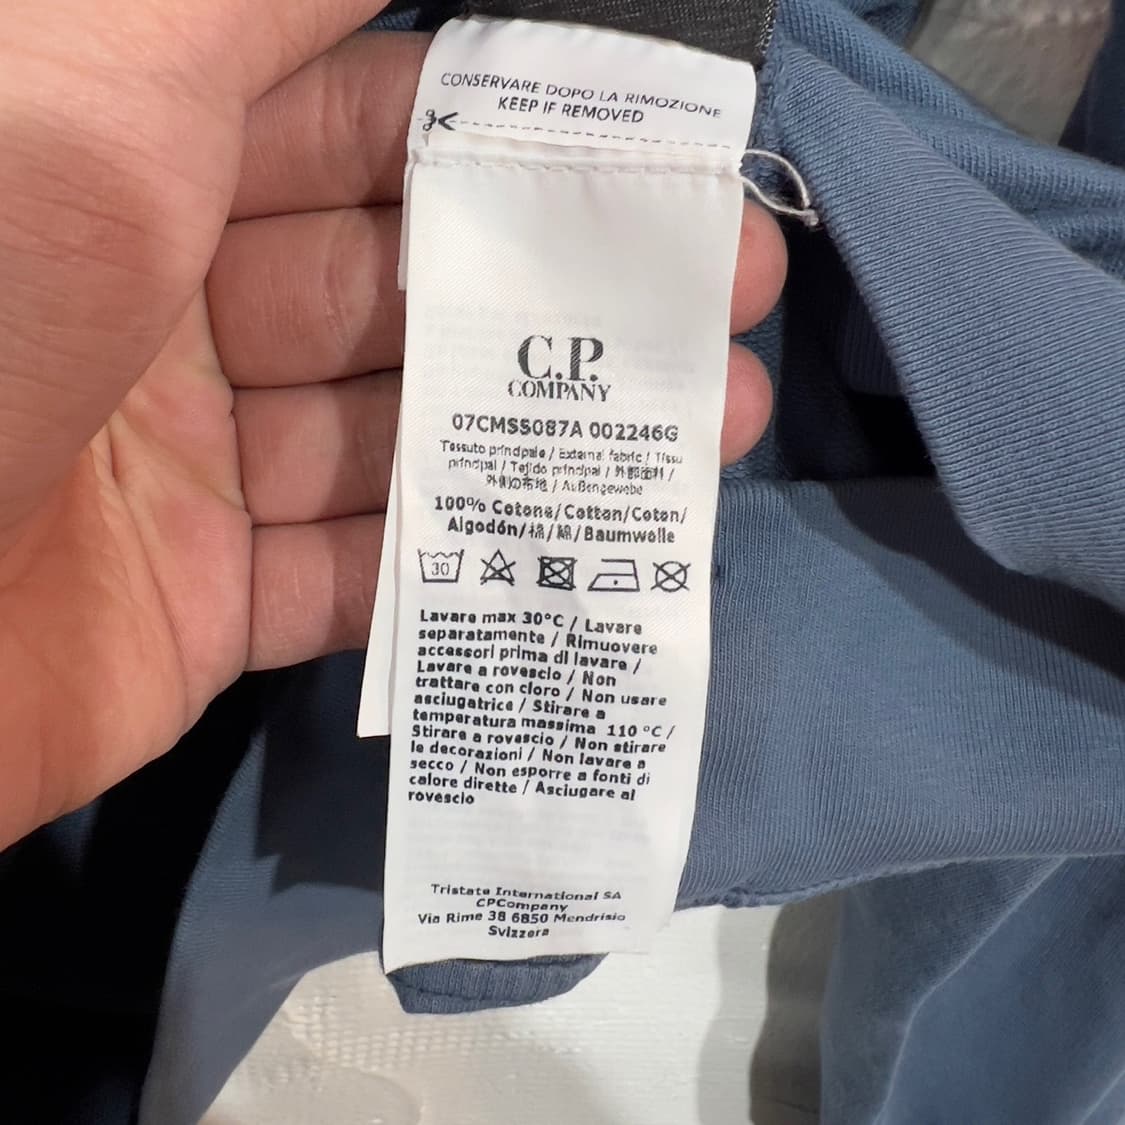 CONSERVARE DOPO LA RIMOZIONE
KEEP IF REMOVED
C.P.
COMPANY
07CMSS087A 002246G
Tessuto principale / External fabric / Tissu
principal / Tejido principal / 外部面料 /
外側の布地 / Außengewebe
100% Cotone/Cotton/Coton/
Algodón/棉/綿/Baumwolle
30
Lavare max 30°C / Lavare
separatamente / Rimuovere
accessori prima di lavare /
Lavare a rovescio / Non
trattare con cloro / Non usare
asciugatrice / Stirare a
temperatura massima 110 °C /
Stirare a rovescio / Non stirare
le decorazioni / Non lavare a
secco / Non esporre a fonti di
calore dirette / Asciugare al
rovescio
Tristate International SA
CPCompany
Via Rime 38 6850 Mendrisio
Svizzera